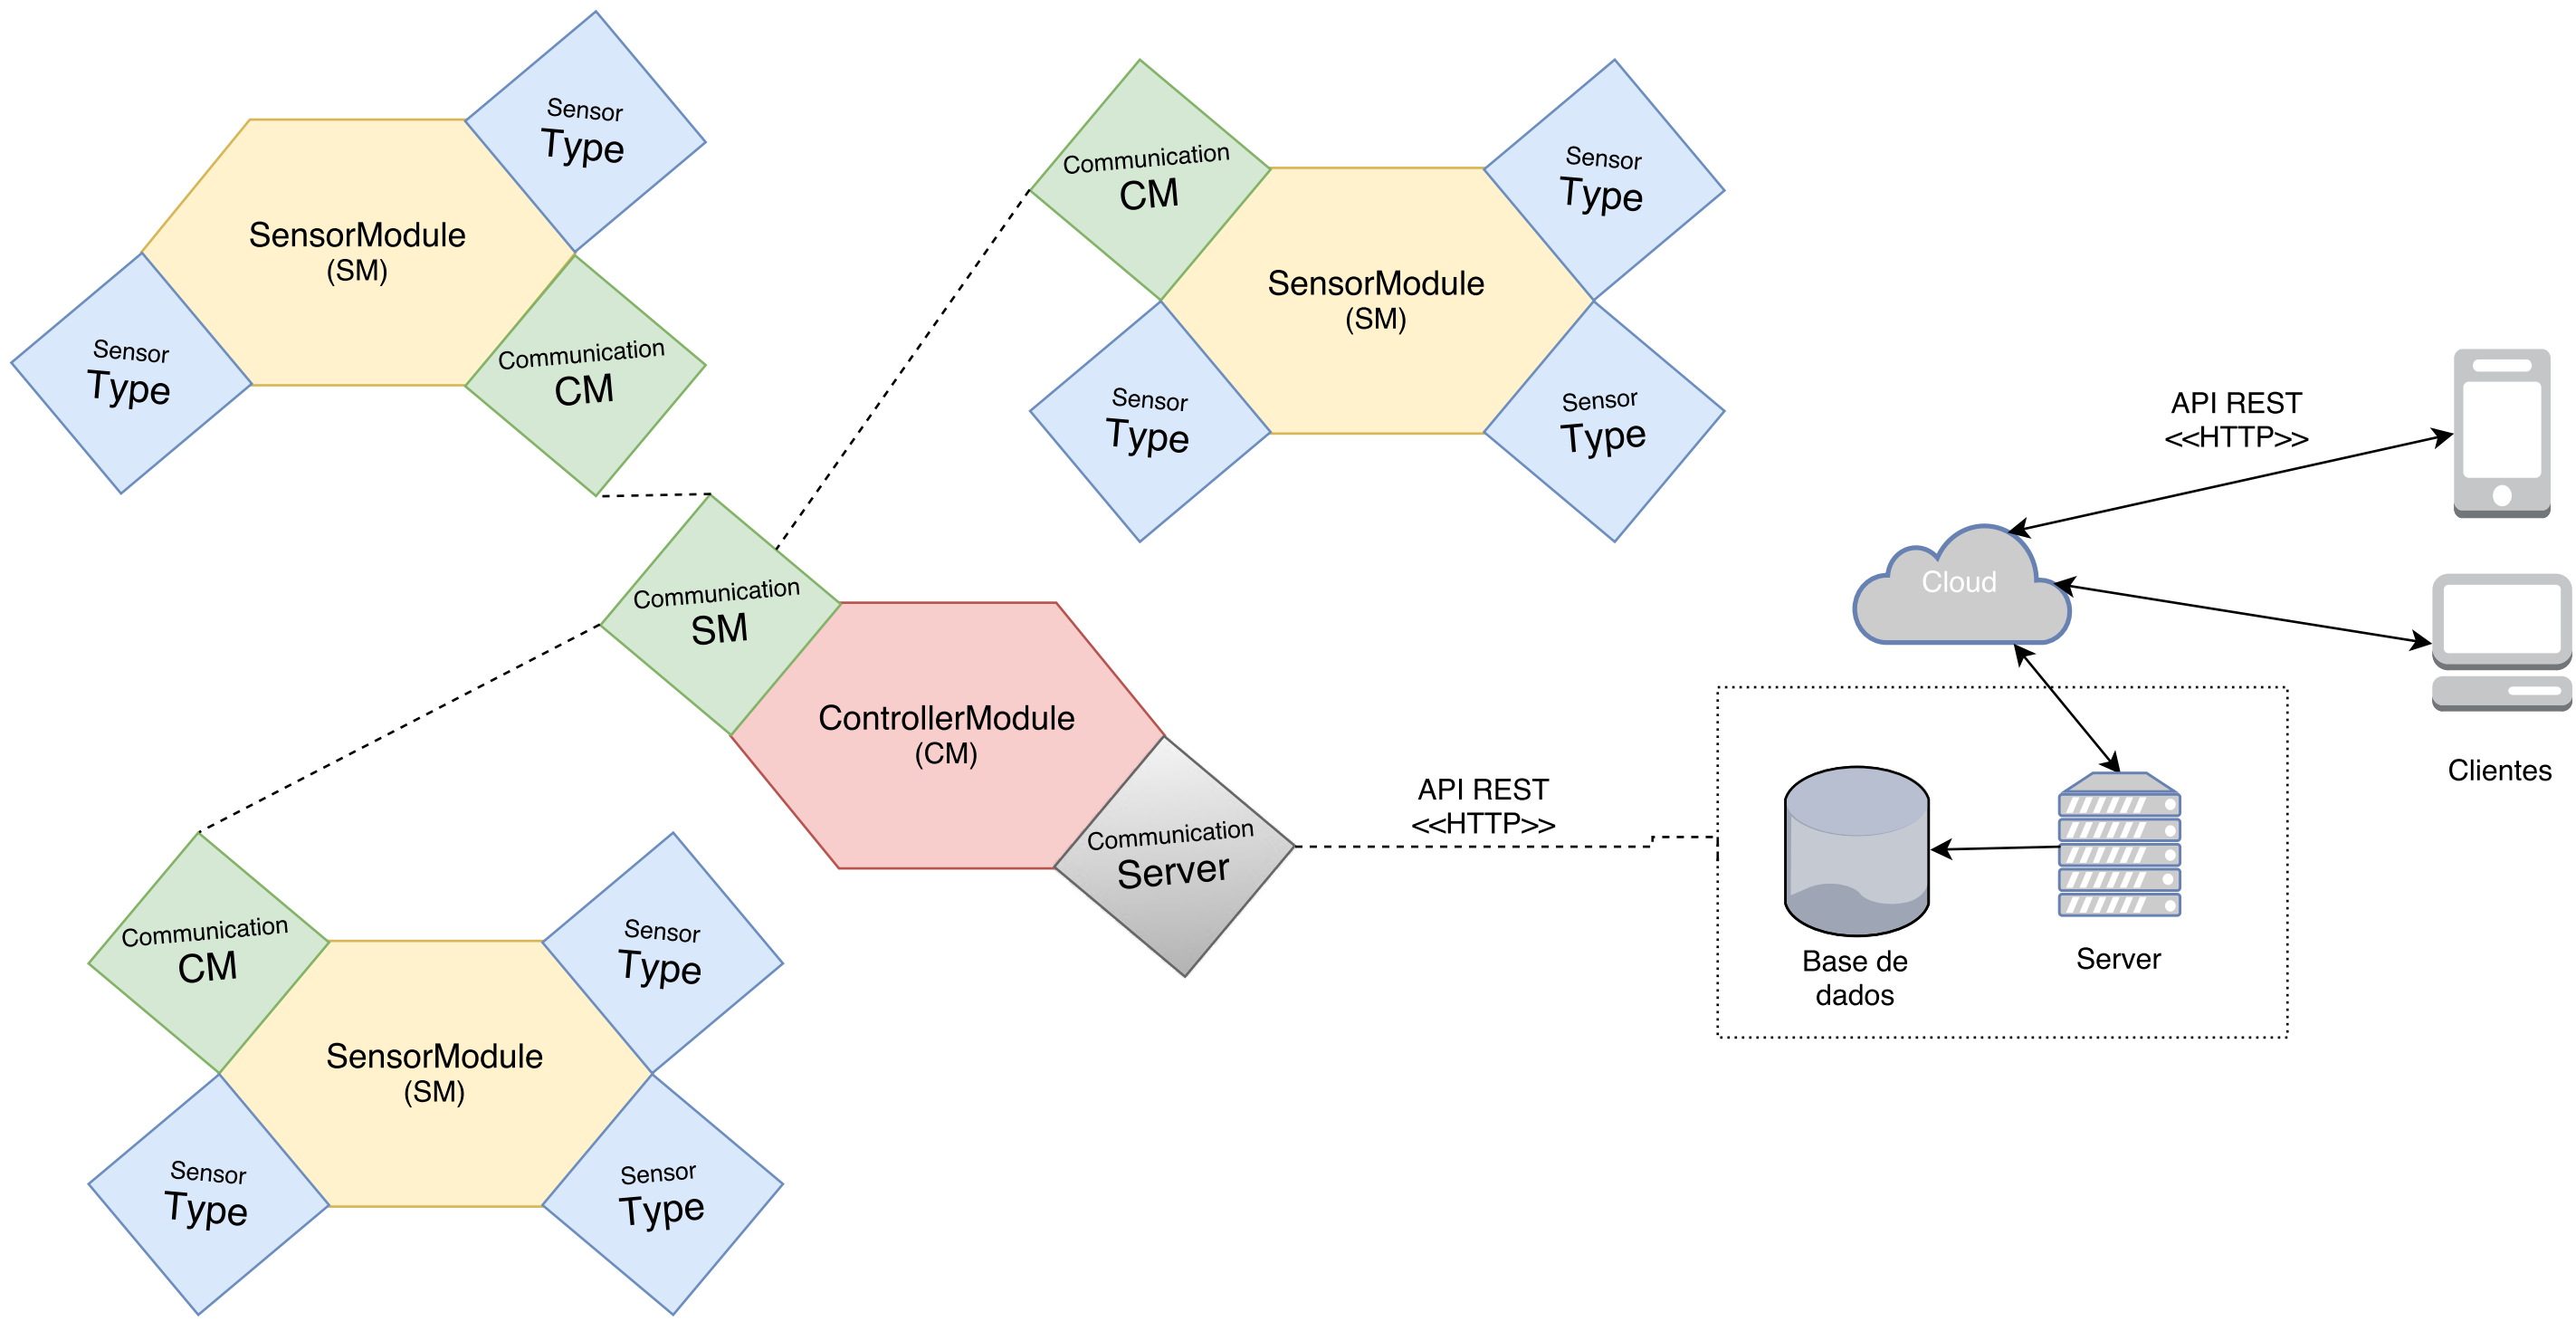 Sensor
Type
SensorModule
(SM)
Sensor
Type
Communication
CM
Communication
CM
Sensor
Type
SensorModule
(SM)
Sensor
Type
Sensor
Type
API REST
<<HTTP>>
Cloud
Clientes
Communication
SM
ControllerModule
(CM)
Communication
Server
API REST
<<HTTP>>
Base de
dados
Server
Communication
CM
Sensor
Type
SensorModule
(SM)
Sensor
Type
Sensor
Type